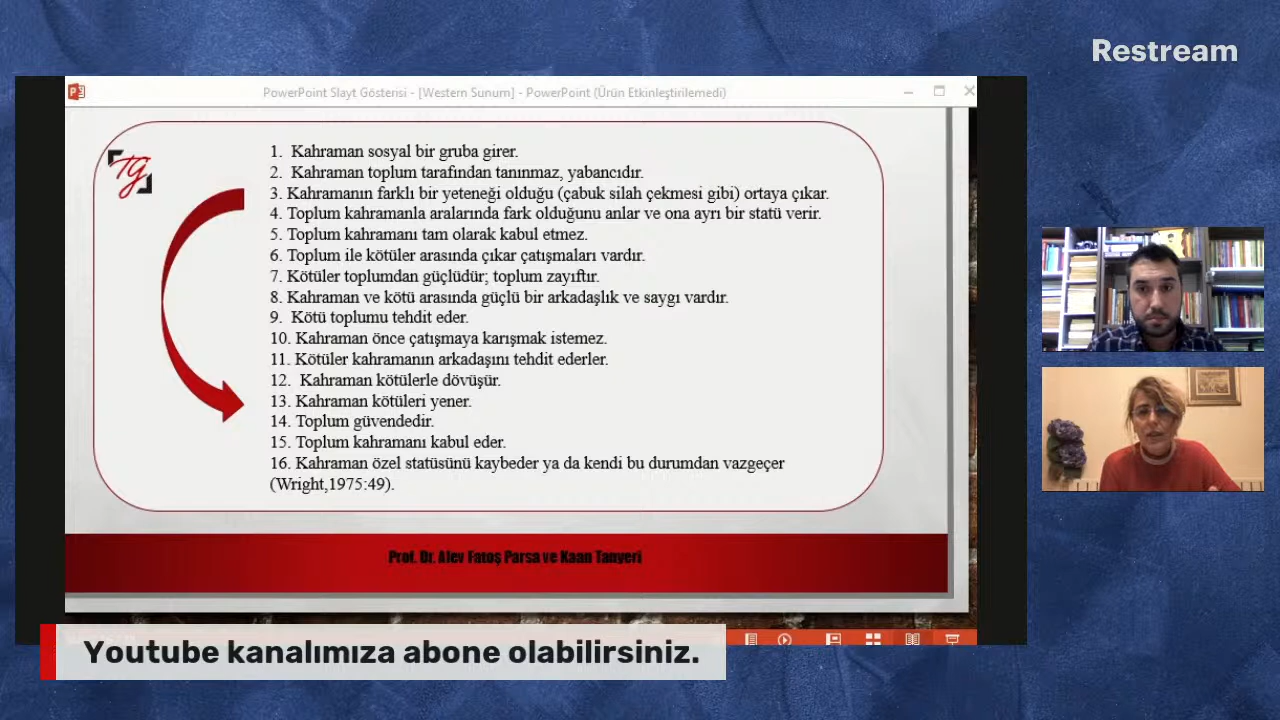 Restream
PowerPoint Slayt Gösterisi - [Western Sunum] - PowerPoint (Ürün Etkinleştirilemedi)
TG
1. Kahraman sosyal bir gruba girer.
2. Kahraman toplum tarafından tanınmaz, yabancıdır.
3. Kahramanın farklı bir yeteneği olduğu (çabuk silah çekmesi gibi) ortaya çıkar.
4. Toplum kahramanla aralarında fark olduğunu anlar ve ona ayrı bir statü verir.
5. Toplum kahramanı tam olarak kabul etmez.
6. Toplum ile kötüler arasında çıkar çatışmaları vardır.
7. Kötüler toplumdan güçlüdür; toplum zayıftır.
8. Kahraman ve kötü arasında güçlü bir arkadaşlık ve saygı vardır.
9. Kötü toplumu tehdit eder.
10. Kahraman önce çatışmaya karışmak istemez.
11. Kötüler kahramanın arkadaşını tehdit ederler.
12. Kahraman kötülerle dövüşür.
13. Kahraman kötüleri yener.
14. Toplum güvendedir.
15. Toplum kahramanı kabul eder.
16. Kahraman özel statüsünü kaybeder ya da kendi bu durumdan vazgeçer
(Wright,1975:49).
Prof. Dr. Alev Fatoş Parsa ve Kaan Tanyeri
Youtube kanalımıza abone olabilirsiniz.